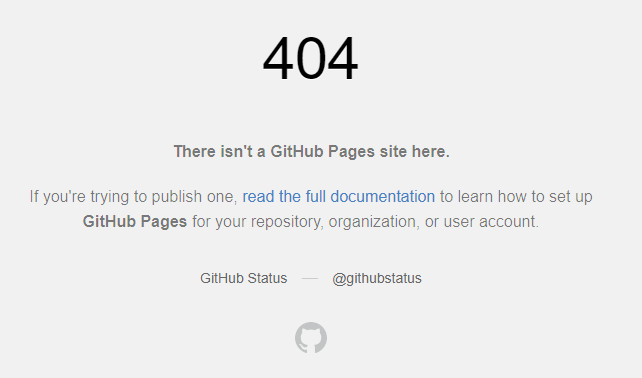 404
There isn't a GitHub Pages site here.
If you're trying to publish one, read the full documentation to learn how to set up
GitHub Pages for your repository, organization, or user account.
GitHub Status — @githubstatus